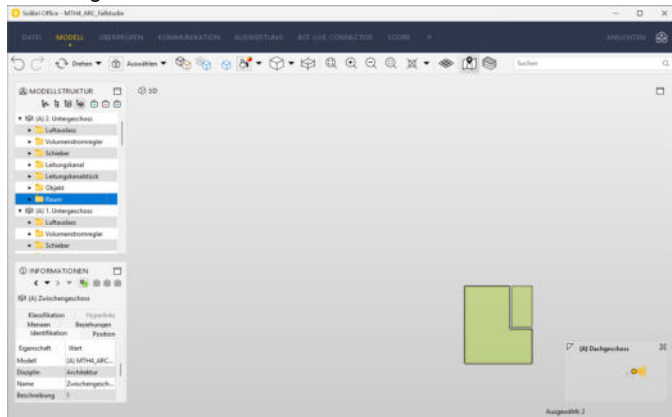 Solibri Office - MTH4_ARC_Fallstudie
DATEI MODELL ÜBERPRÜFEN KOMMUNIKATION AUSWERTUNG BCF LIVE CONNECTOR SCORE + ANSICHTEN
Drehen Auswählen Suchen
MODELLSTRUKTUR
3D
(A) 2. Untergeschoss
Luftauslass
Volumenstromregler
Schieber
Leitungskanal
Leitungskanalstück
Objekt
Raum
(A) 1. Untergeschoss
Luftauslass
Volumenstromregler
Schieber
INFORMATIONEN
(A) Zwischengeschoss
Klassifikation Hyperlinks
Mengen Beziehungen
Identifikation Position
Eigenschaft Wert
Modell (A) MTH4_ARC...
Disziplin Architektur
Name Zwischengesch...
Beschreibung 1
(A) Dachgeschoss
Ausgewählt: 2